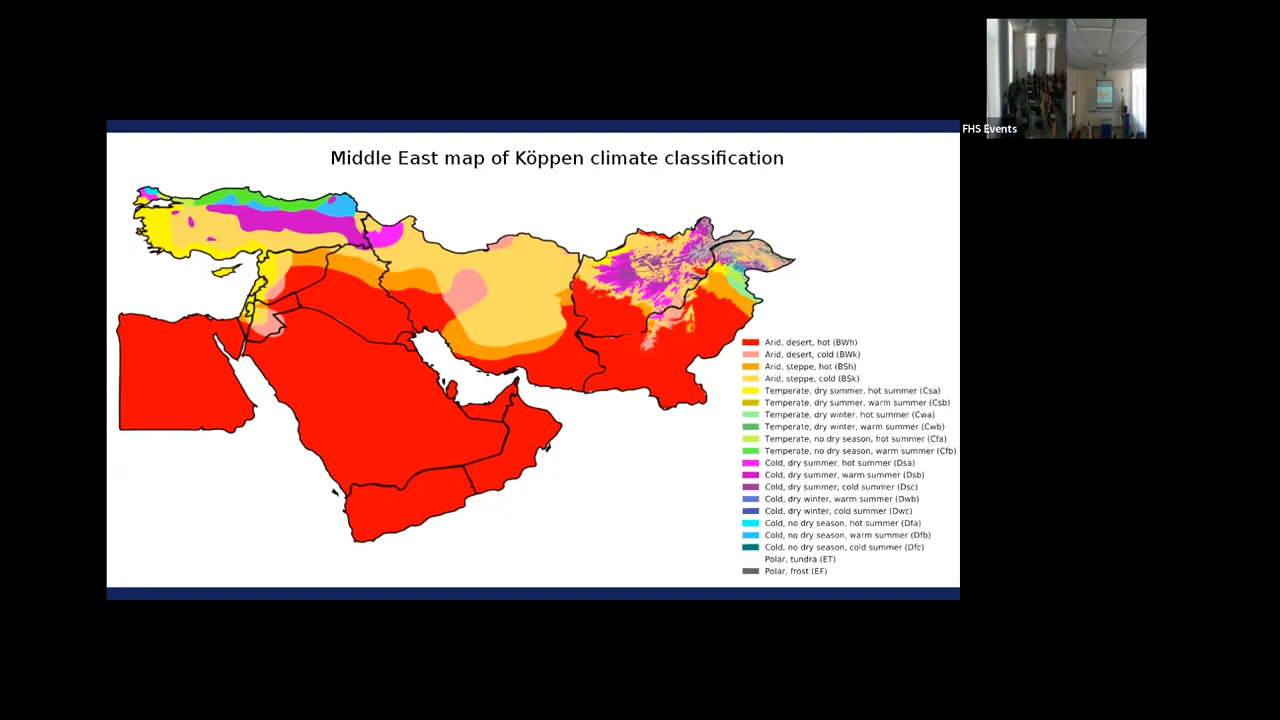 FHS Events
Middle East map of Köppen climate classification
Arid, desert, hot (BWh)
Arid, desert, cold (BWk)
Arid, steppe, hot (BSh)
Arid, steppe, cold (BSk)
Temperate, dry summer, hot summer (Csa)
Temperate, dry summer, warm summer (Csb)
Temperate, dry winter, hot summer (Cwa)
Temperate, dry winter, warm summer (Cwb)
Temperate, no dry season, hot summer (Cfa)
Temperate, no dry season, warm summer (Cfb)
Cold, dry summer, hot summer (Dsa)
Cold, dry summer, warm summer (Dsb)
Cold, dry summer, cold summer (Dsc)
Cold, dry winter, warm summer (Dwb)
Cold, dry winter, cold summer (Dwc)
Cold, no dry season, hot summer (Dfa)
Cold, no dry season, warm summer (Dfb)
Cold, no dry season, cold summer (Dfc)
Polar, tundra (ET)
Polar, frost (EF)